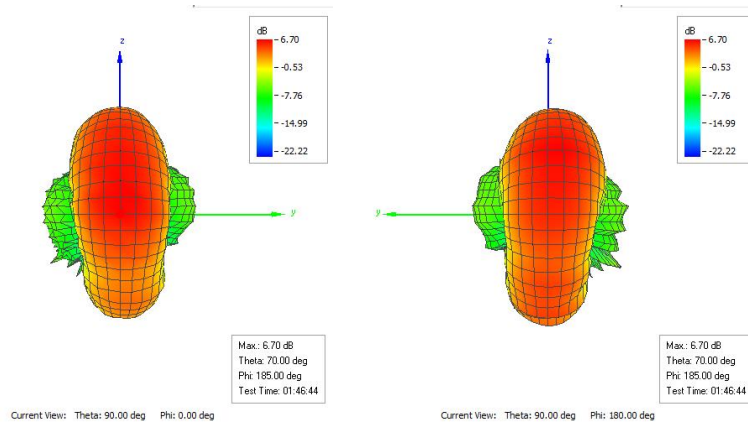 dB
6.70
-0.53
-7.76
-14.99
-22.22
z
y
Max.: 6.70 dB
Theta: 70.00 deg
Phi: 185.00 deg
Test Time: 01:46:44
Current View: Theta: 90.00 deg Phi: 0.00 deg
dB
6.70
-0.53
-7.76
-14.99
-22.22
z
y
Max.: 6.70 dB
Theta: 70.00 deg
Phi: 185.00 deg
Test Time: 01:46:44
Current View: Theta: 90.00 deg Phi: 180.00 deg